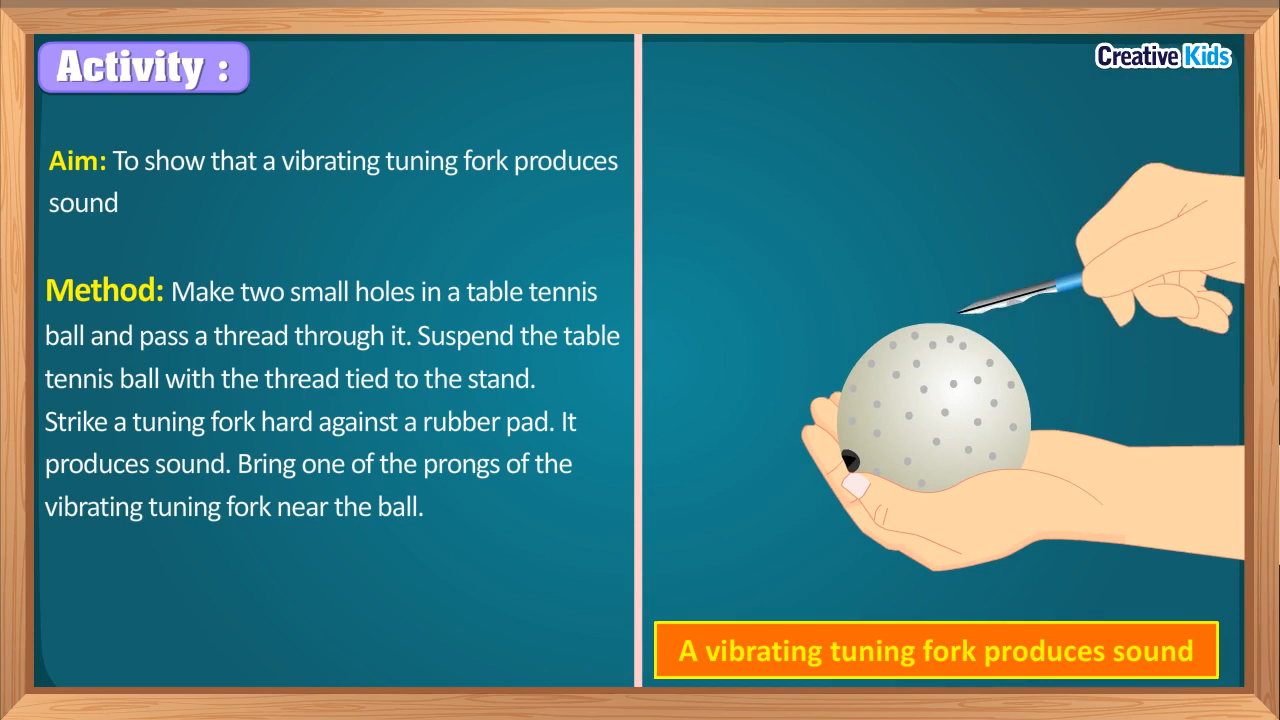 Activity :
Creative Kids
Aim: To show that a vibrating tuning fork produces
sound
Method: Make two small holes in a table tennis
ball and pass a thread through it. Suspend the table
tennis ball with the thread tied to the stand.
Strike a tuning fork hard against a rubber pad. It
produces sound. Bring one of the prongs of the
vibrating tuning fork near the ball.
A vibrating tuning fork produces sound